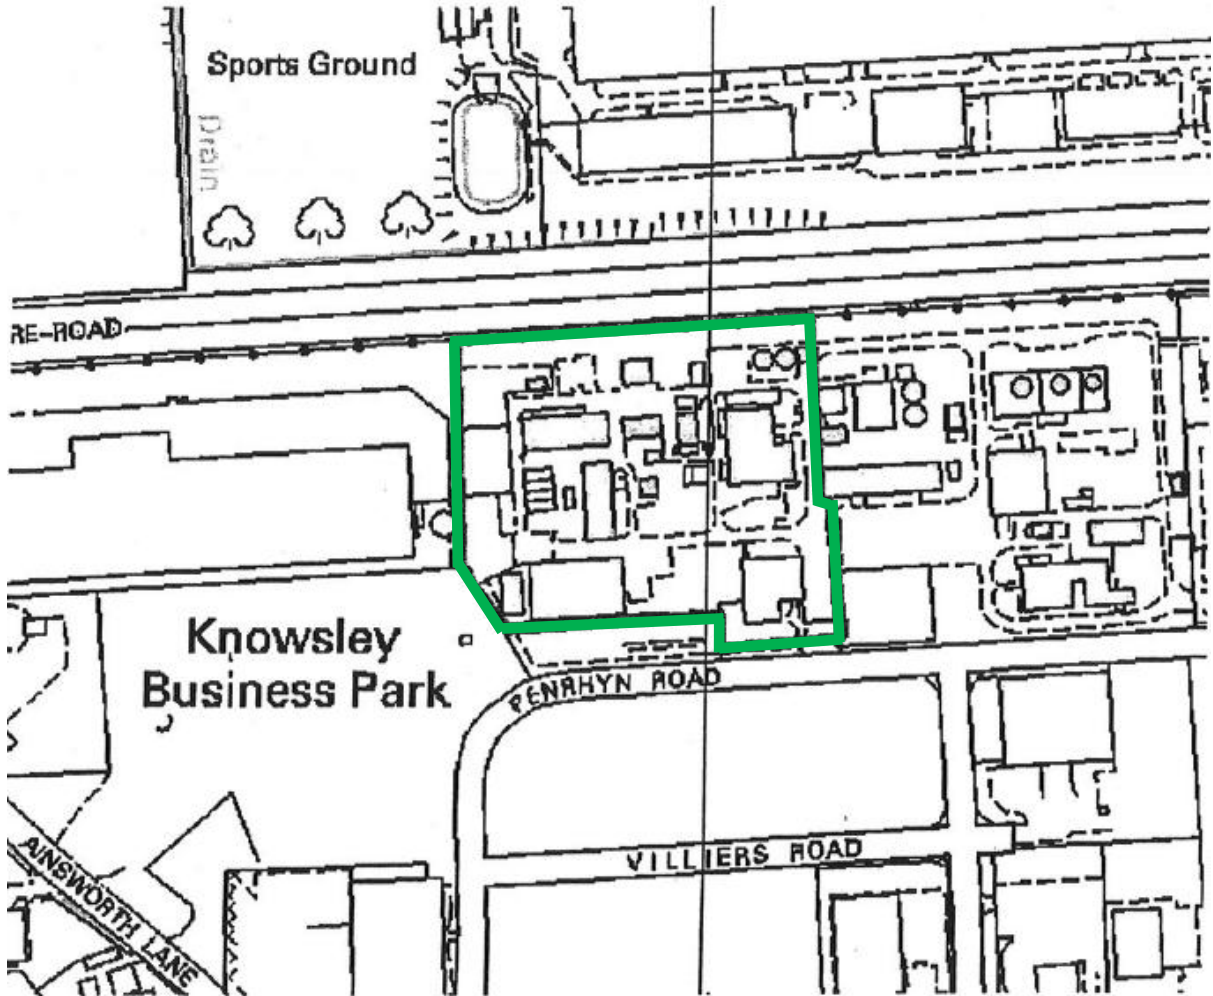 Sports Ground
Drain
RE-ROAD
Knowsley
Business Park
PENRHYN ROAD
VILLIERS ROAD
AINSWORTH LANE